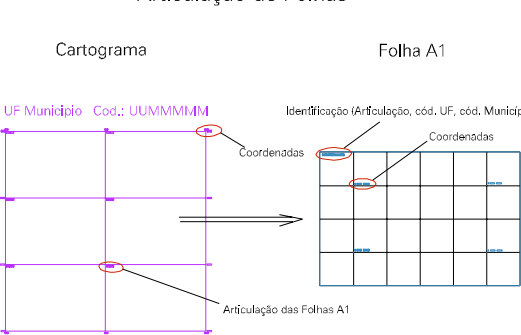 Articulação de Folhas
Cartograma
Folha A1
UF Municipio Cod.: UUMMMMM
Identificação (Articulação, cód. UF, cód. Municíp
Coordenadas
Coordenadas
Articulação das Folhas A1